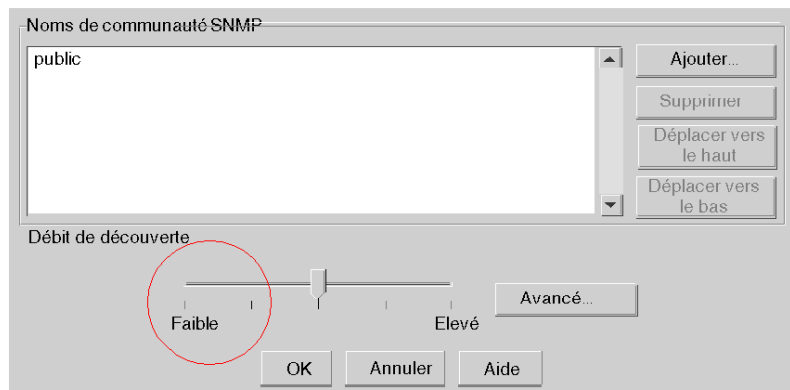 Noms de communauté SNMP
public
Ajouter...
Supprimer
Déplacer vers
le haut
Déplacer vers
le bas
Débit de découverte
Avancé...
Faible
Elevé
OK
Annuler
Aide